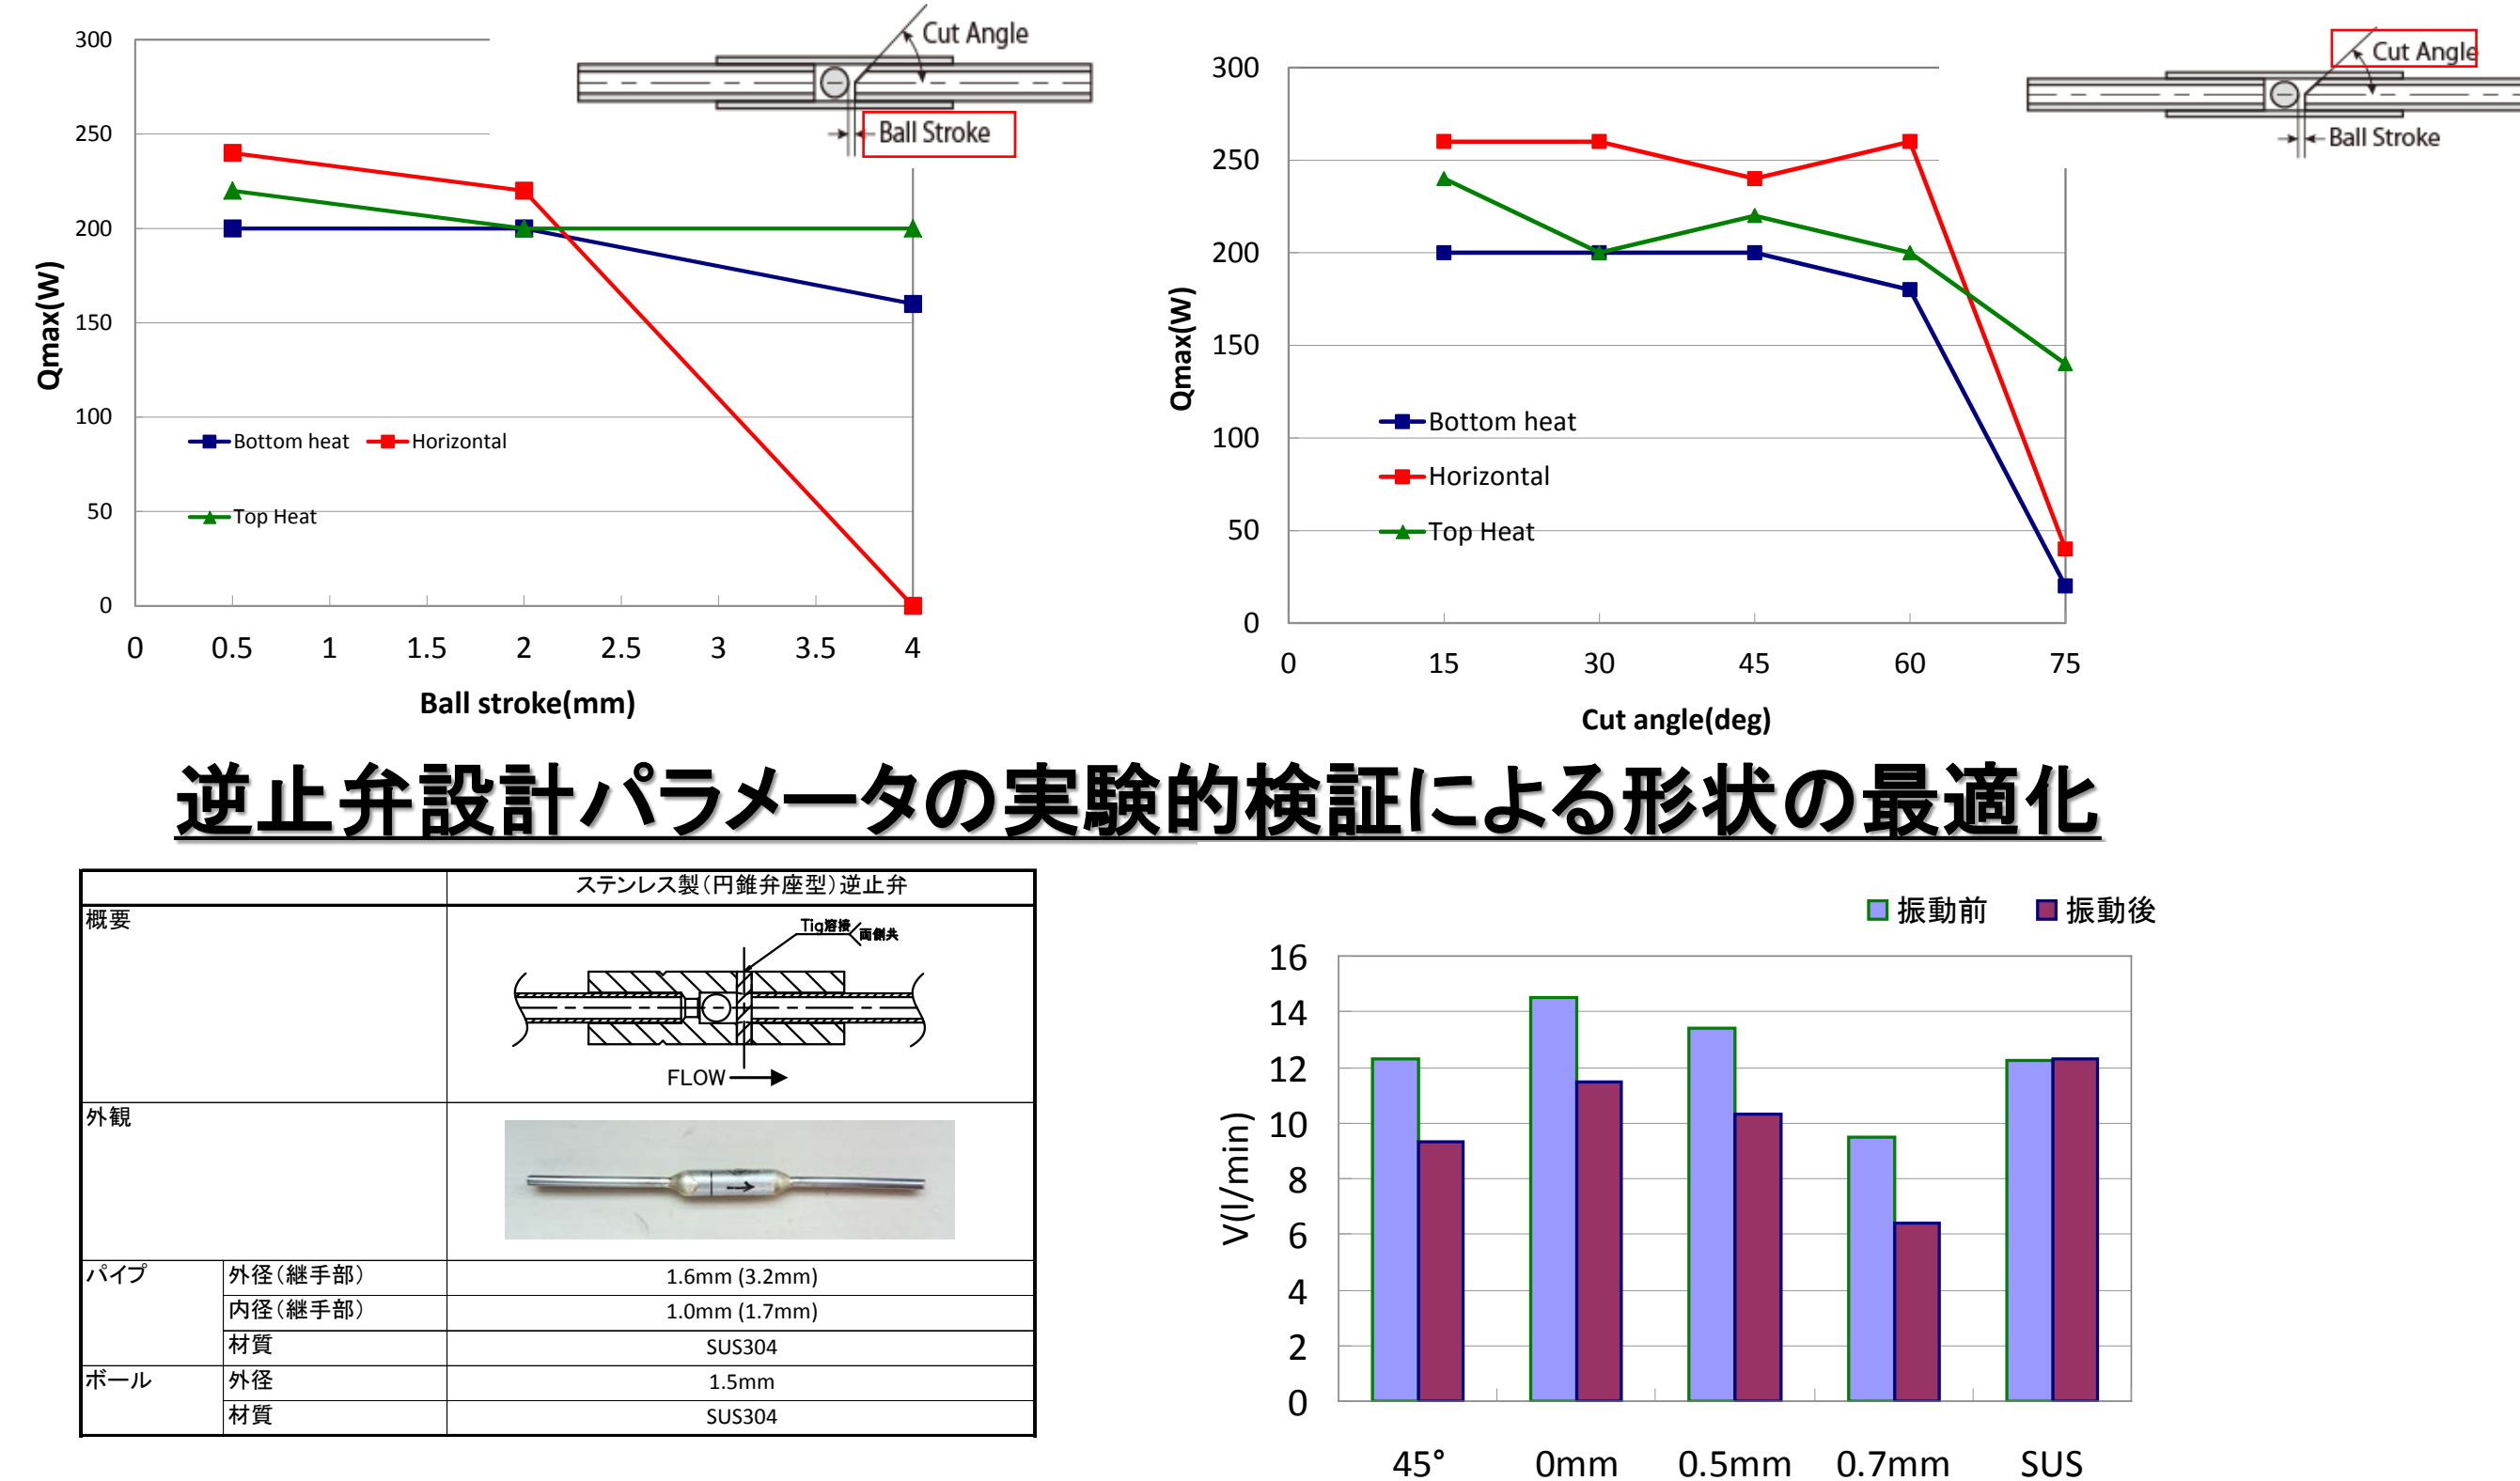 300
250
200
150
100
50
0
Qmax(W)
Bottom heat
Horizontal
Top Heat
0 0.5 1 1.5 2 2.5 3 3.5 4
Ball stroke(mm)
Cut Angle
Ball Stroke
300
250
200
150
100
50
0
Qmax(W)
Bottom heat
Horizontal
Top Heat
0 15 30 45 60 75
Cut angle(deg)
Cut Angle
Ball Stroke
逆止弁設計パラメータの実験的検証による形状の最適化
ステンレス製(円錐弁座型)逆止弁
概要
Tig溶接
両側共
FLOW
外観
パイプ 外径(継手部) 1.6mm (3.2mm)
内径(継手部) 1.0mm (1.7mm)
材質 SUS304
ボール 外径 1.5mm
材質 SUS304
振動前 振動後
16
14
12
10
8
6
4
2
0
V(l/min)
45° 0mm 0.5mm 0.7mm SUS